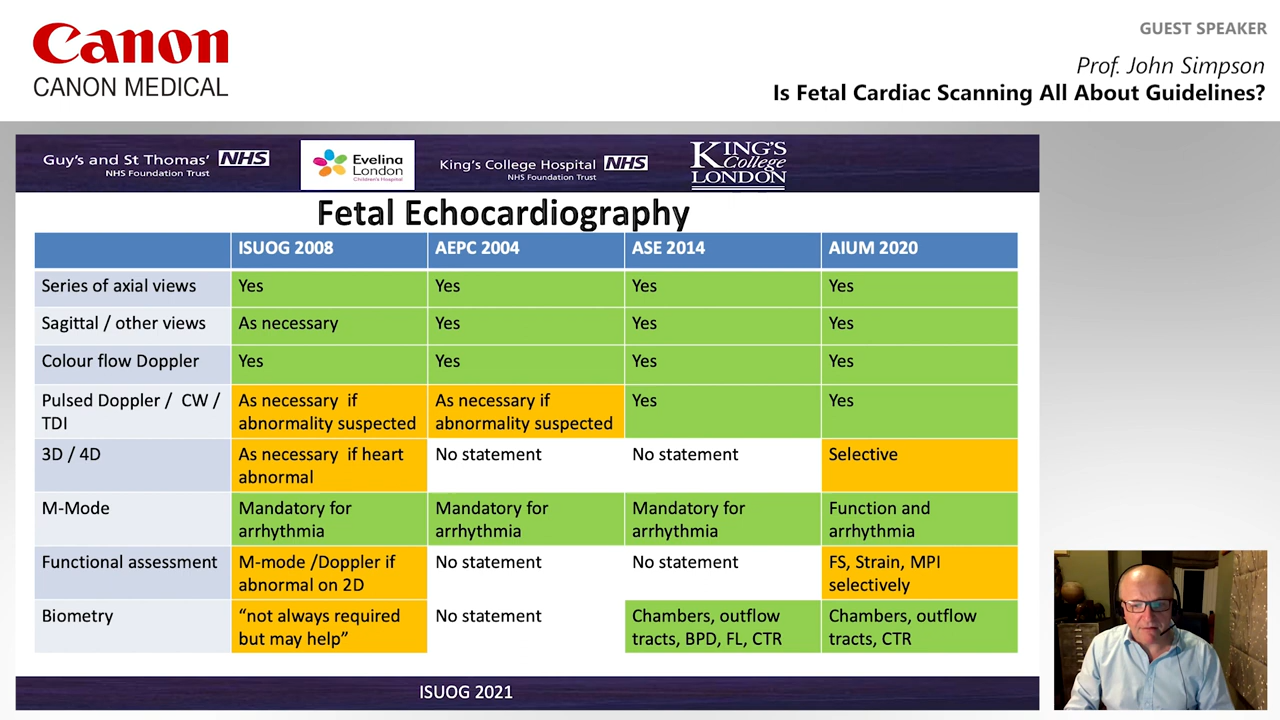 Canon
CANON MEDICAL
GUEST SPEAKER
Prof. John Simpson
Is Fetal Cardiac Scanning All About Guidelines?
Guy's and St Thomas' NHS
NHS Foundation Trust
Evelina
London
Children's Hospital
King's College Hospital NHS
NHS Foundation Trust
KING'S
College
LONDON
Fetal Echocardiography
ISUOG 2008 AEPC 2004 ASE 2014 AIUM 2020
Series of axial views Yes Yes Yes Yes
Sagittal / other views As necessary Yes Yes Yes
Colour flow Doppler Yes Yes Yes Yes
Pulsed Doppler / CW / As necessary if As necessary if Yes Yes
TDI abnormality suspected abnormality suspected
3D / 4D As necessary if heart No statement No statement Selective
abnormal
M-Mode Mandatory for Mandatory for Mandatory for Function and
arrhythmia arrhythmia arrhythmia arrhythmia
Functional assessment M-mode /Doppler if No statement No statement FS, Strain, MPI
abnormal on 2D selectively
Biometry "not always required No statement Chambers, outflow Chambers, outflow
but may help" tracts, BPD, FL, CTR tracts, CTR
ISUOG 2021